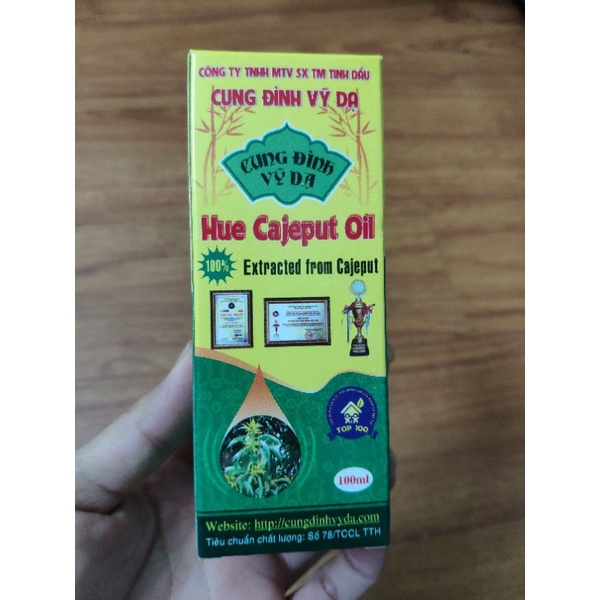 CÔNG TY TNHH MTV SX TM TINH DẦU
CUNG ĐÌNH VỸ DẠ
CUNG ĐÌNH
VỸ DẠ
Hue Cajeput Oil
100% Extracted from Cajeput
TOP 100
100ml
Website: http://cungdinhvyda.com
Tiêu chuẩn chất lượng: Số 78/TCCL TTH